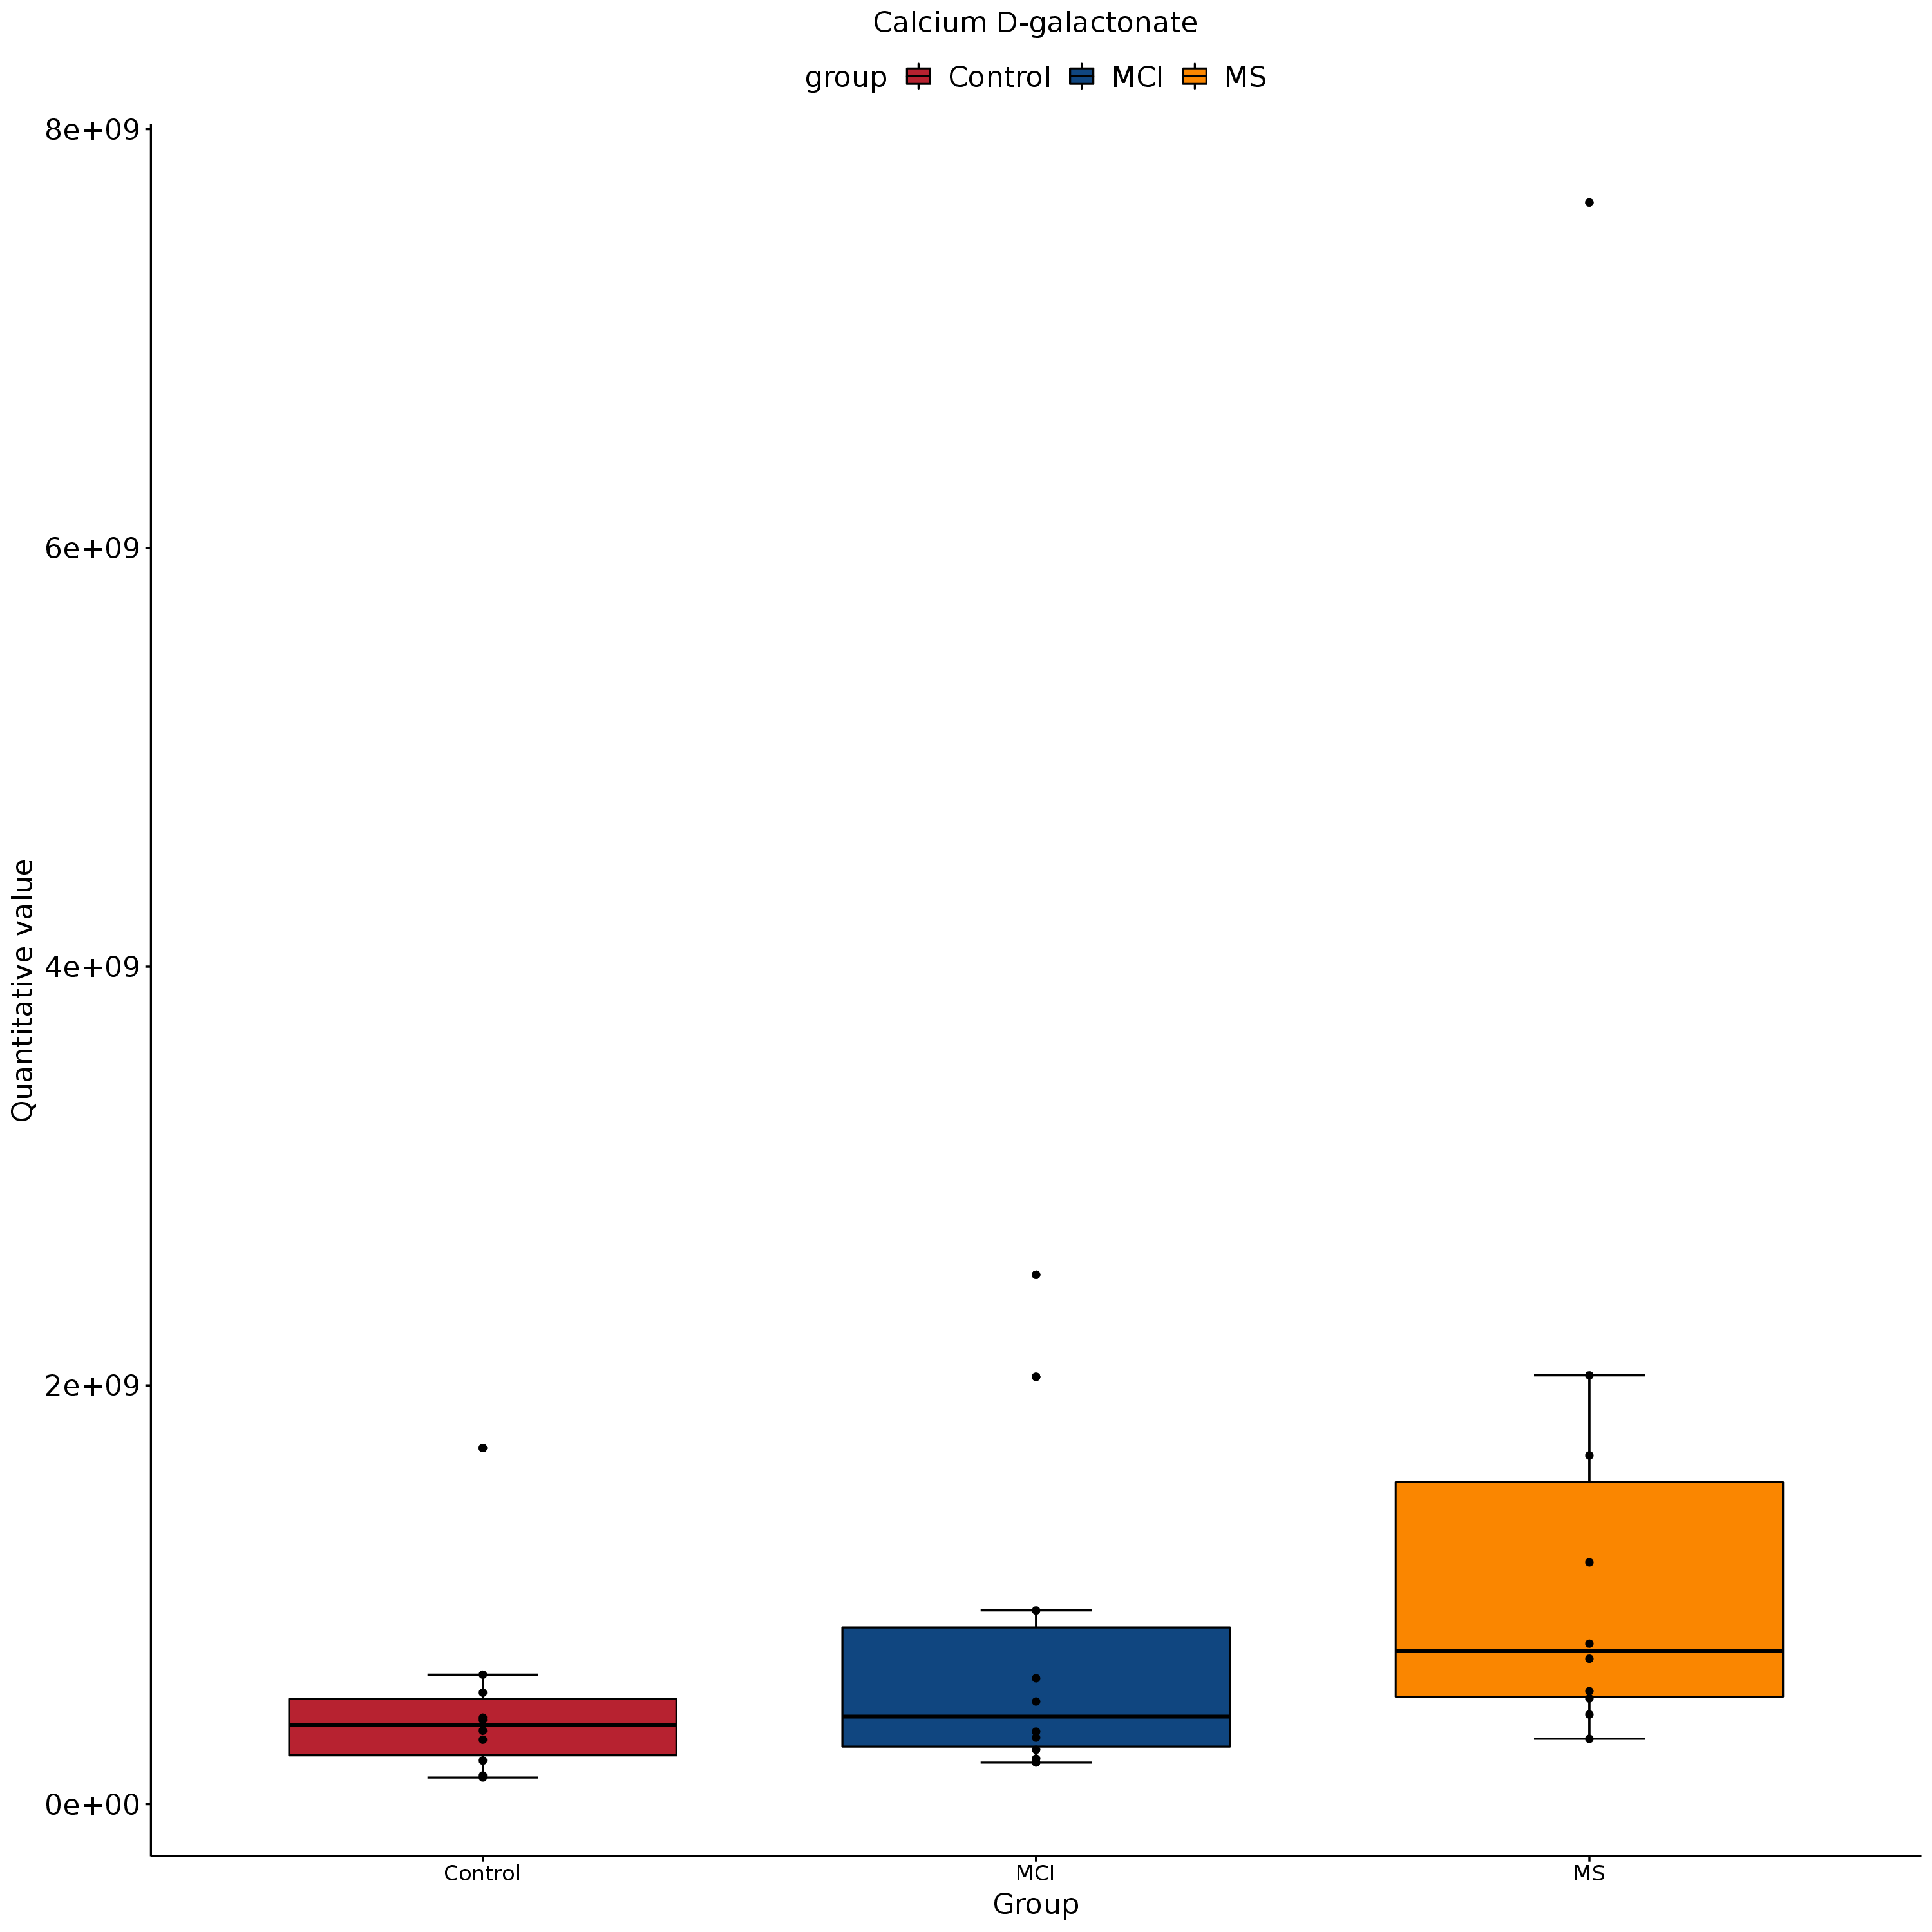 Calcium D-galactonate
group Control MCI MS
8e+09
6e+09
4e+09
2e+09
0e+00
Quantitative value
Control MCI MS
Group